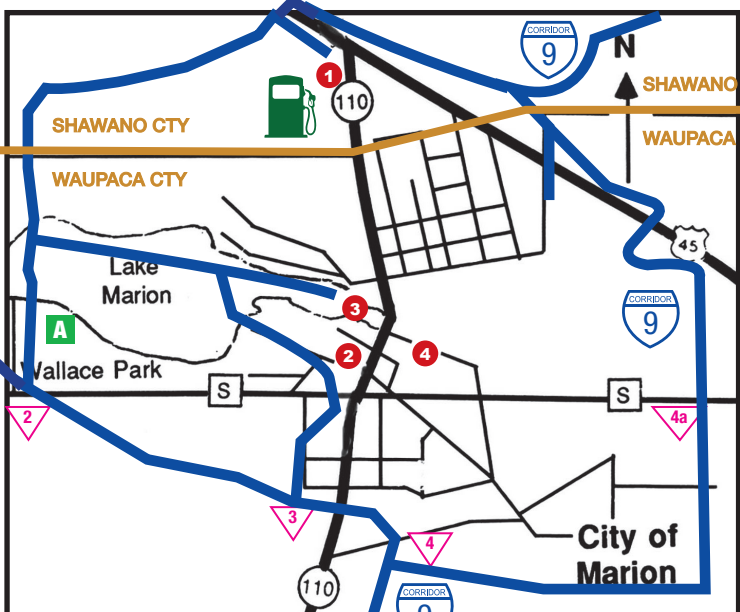 CORRIDOR
9
N
1
110
SHAWANO
SHAWANO CTY
WAUPACA
WAUPACA CTY
45
Lake
Marion
CORRIDOR
9
3
A
2
4
Wallace Park
S
S
2
4a
3
4
City of
Marion
110
CORRIDOR
9